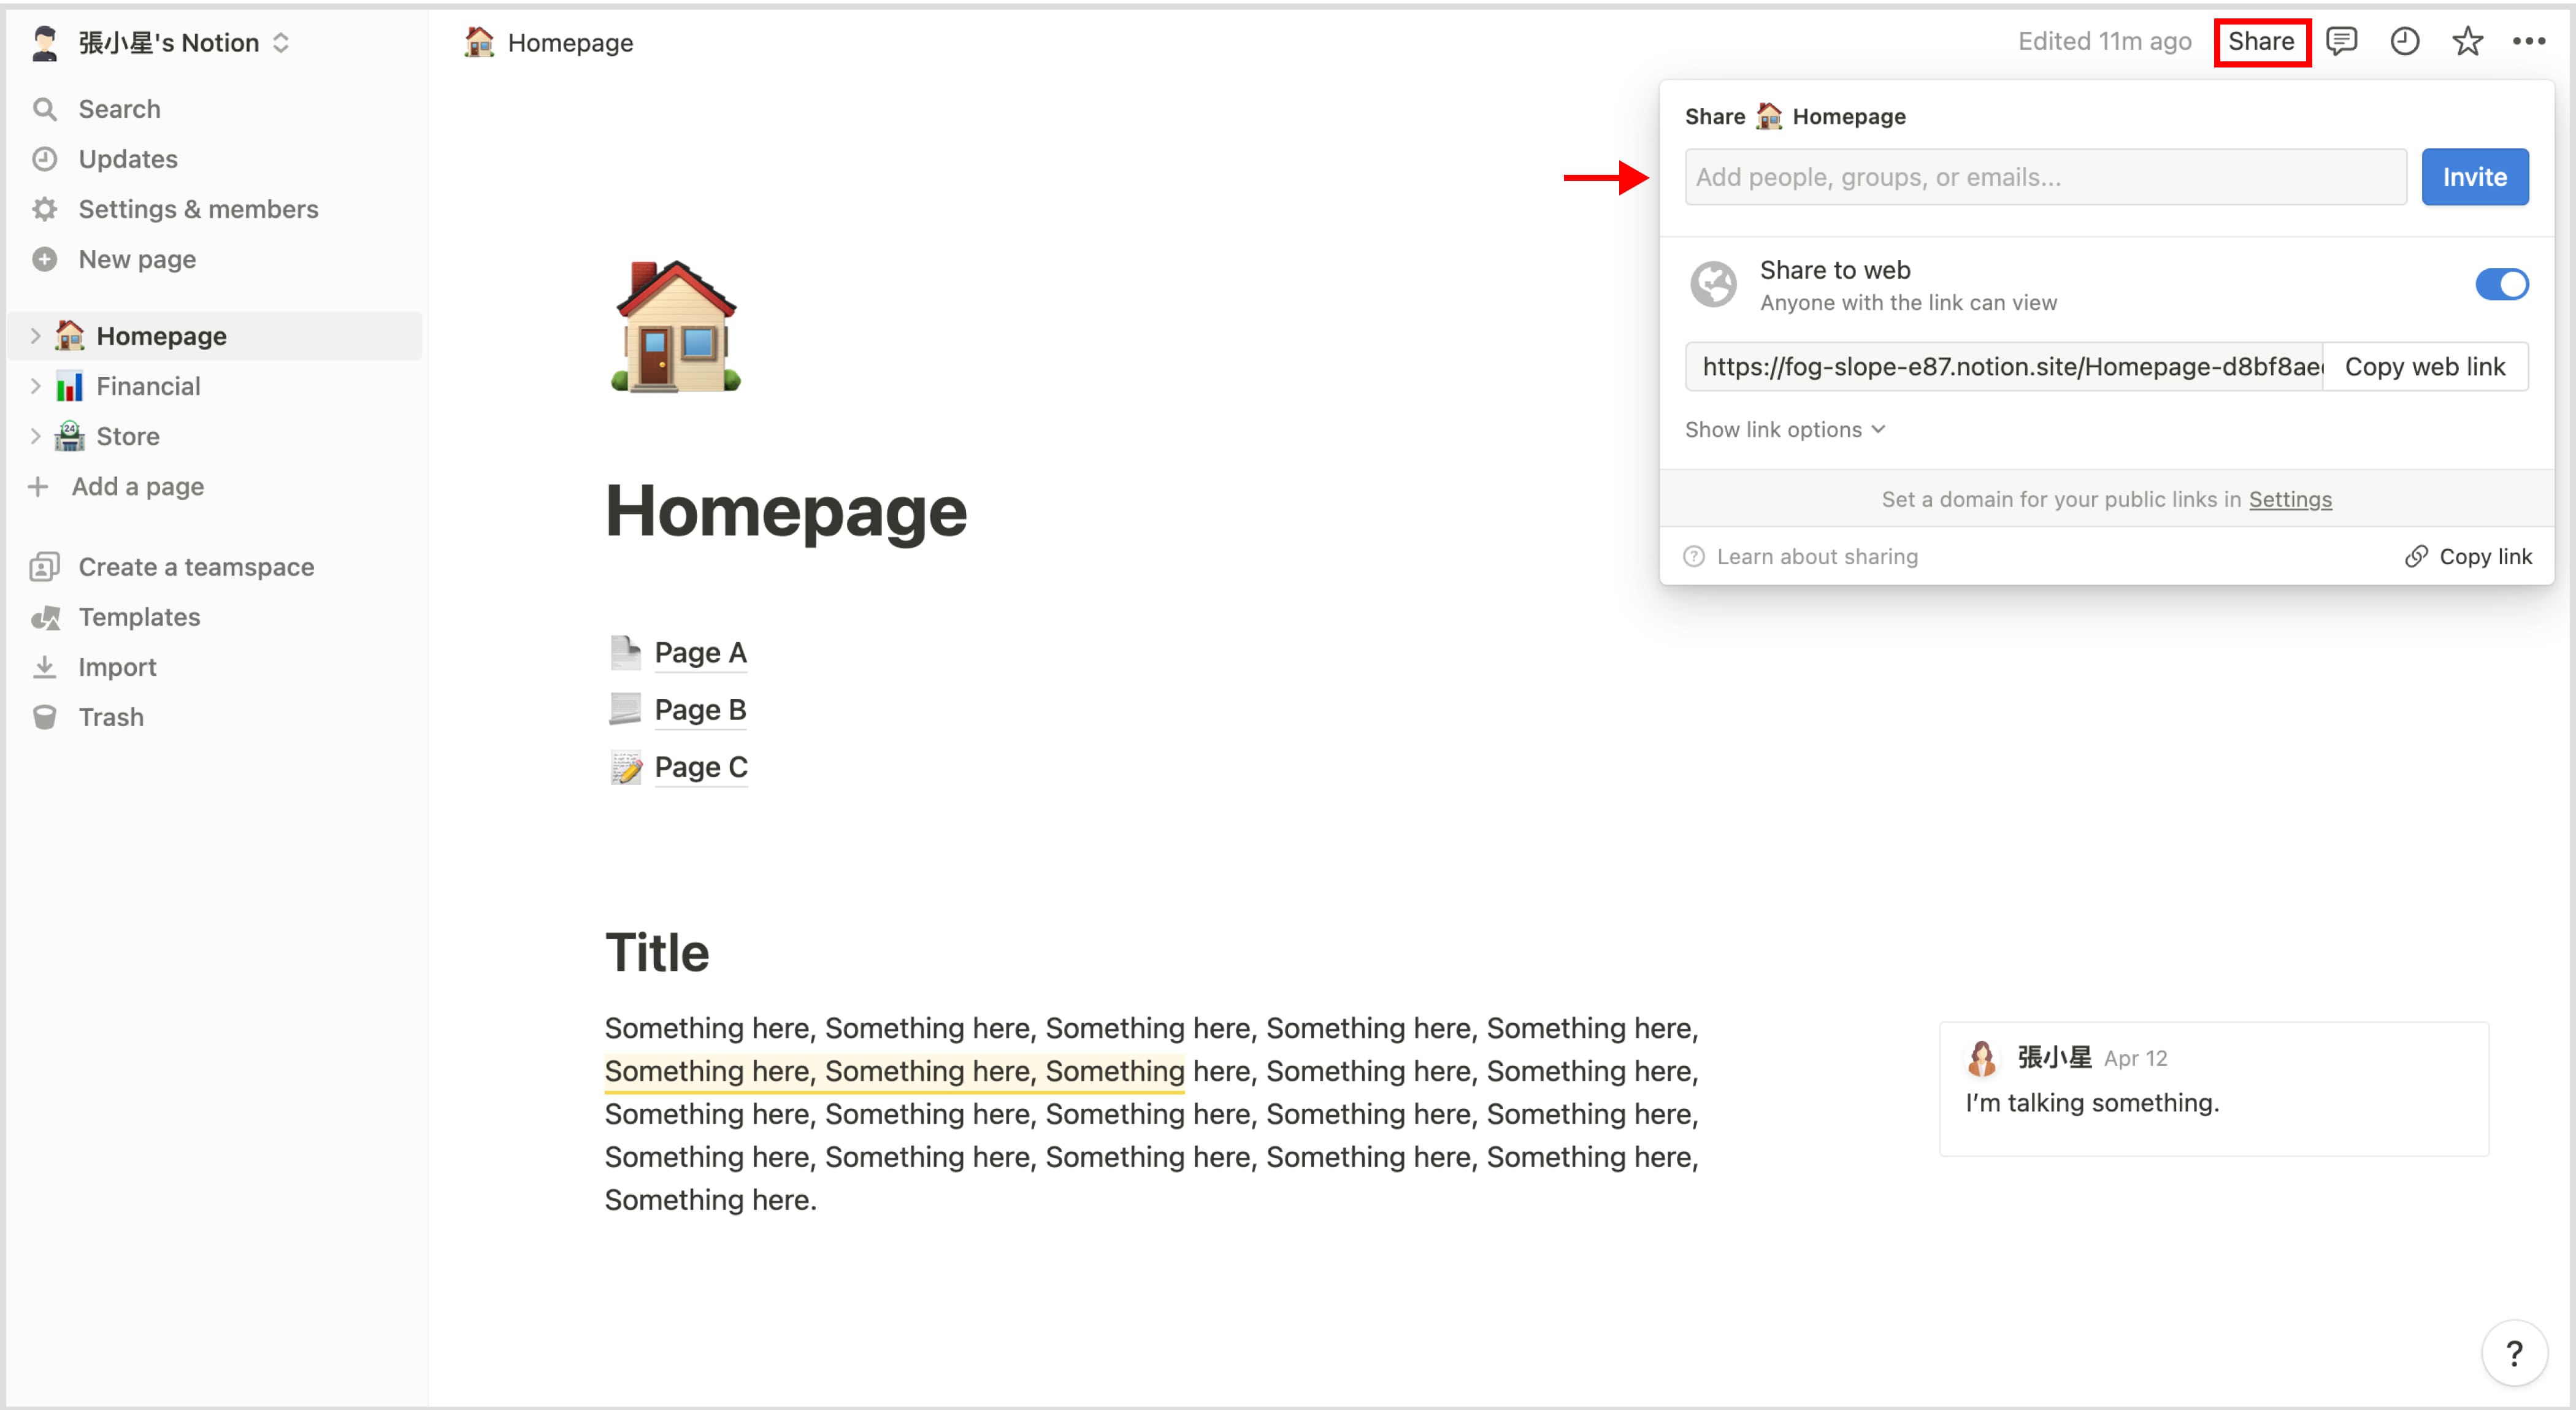 張小星's Notion
Search
Updates
Settings & members
New page
Homepage
Financial
24
Store
Add a page
Create a teamspace
Templates
Import
Trash
Homepage
Edited 11m ago
Share
Share Homepage
Add people, groups, or emails...
Invite
Share to web
Anyone with the link can view
https://fog-slope-e87.notion.site/Homepage-d8bf8ae
Copy web link
Show link options
Set a domain for your public links in Settings
Learn about sharing
Copy link
Homepage
Page A
Page B
Page C
Title
Something here, Something here, Something here, Something here, Something here,
Something here, Something here, Something here, Something here, Something here,
Something here, Something here, Something here, Something here, Something here,
Something here, Something here, Something here, Something here, Something here,
Something here.
張小星 Apr 12
I'm talking something.
?